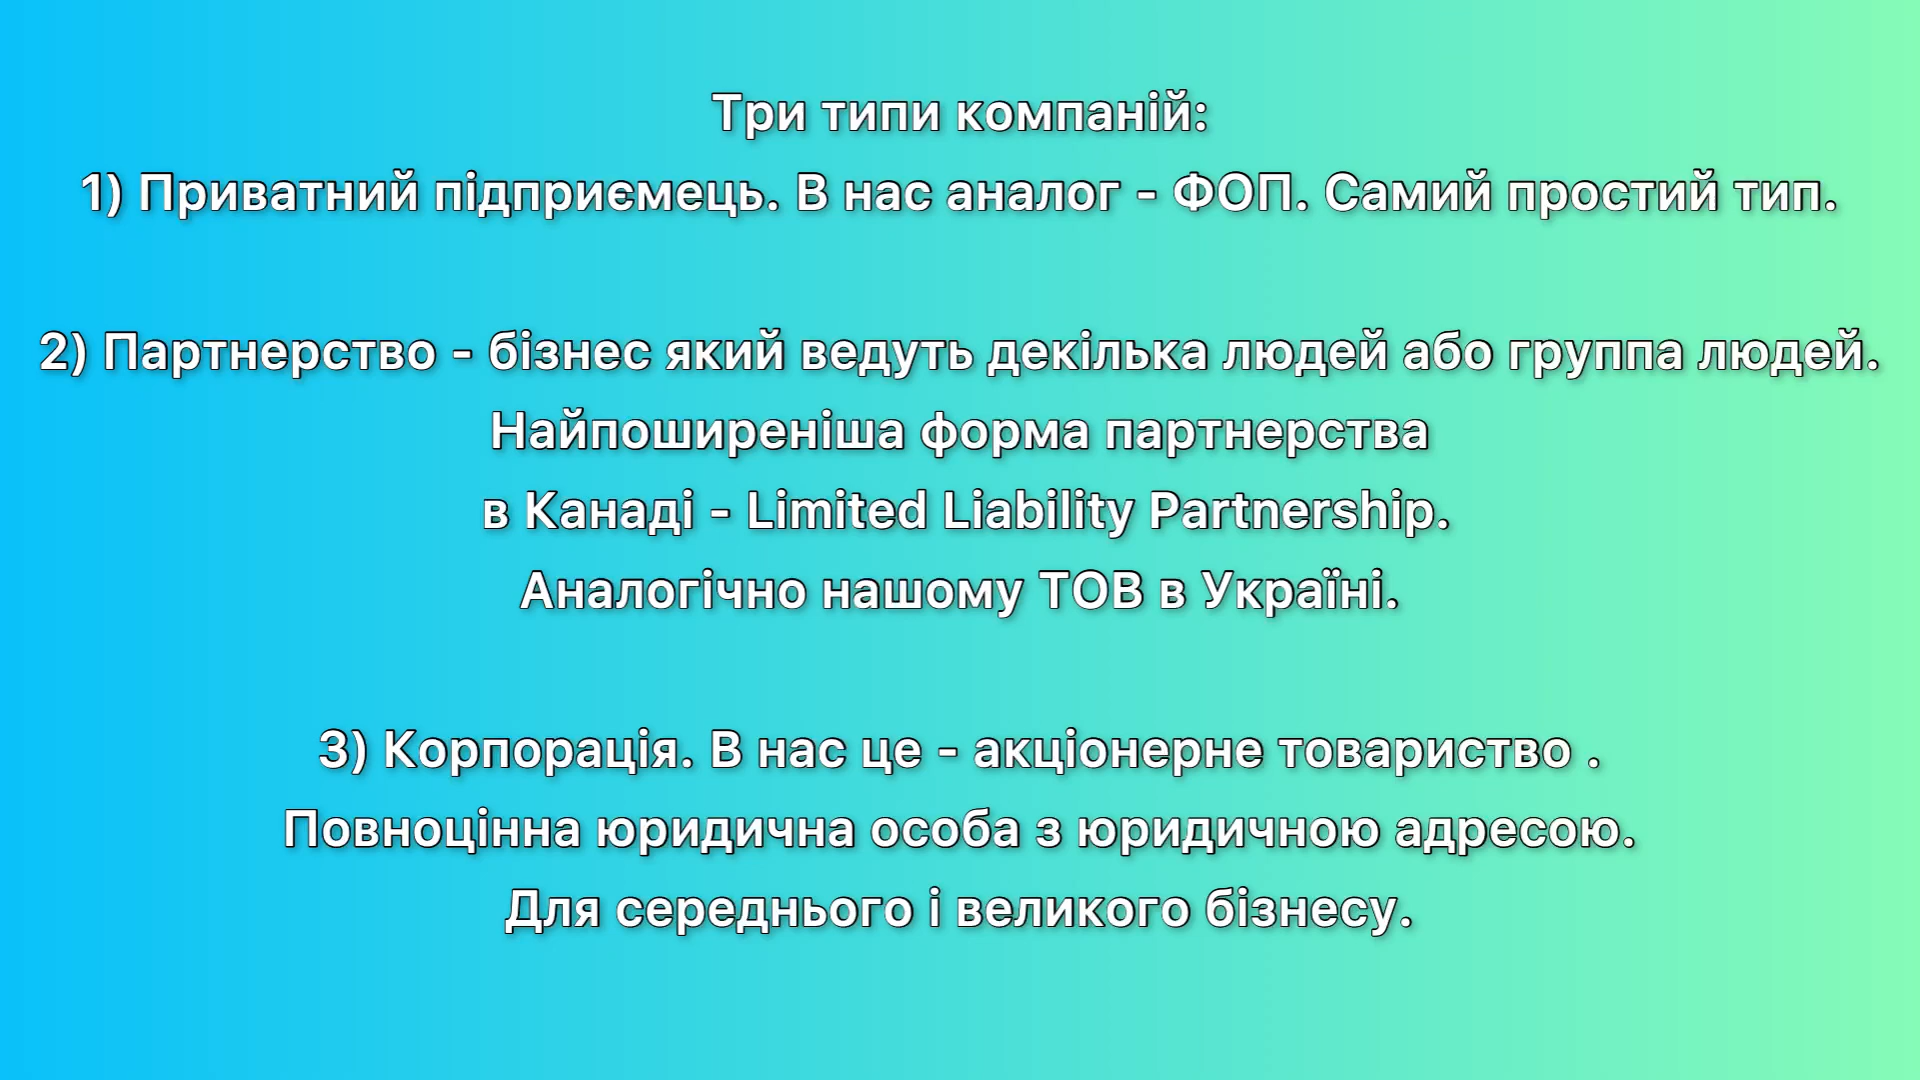 Три типи компаній:
1) Приватний підприємець. В нас аналог - ФОП. Самий простий тип.
2) Партнерство - бізнес який ведуть декілька людей або группа людей.
Найпоширеніша форма партнерства
в Канаді - Limited Liability Partnership.
Аналогічно нашому ТОВ в Україні.
3) Корпорація. В нас це - акціонерне товариство .
Повноцінна юридична особа з юридичною адресою.
Для середнього і великого бізнесу.